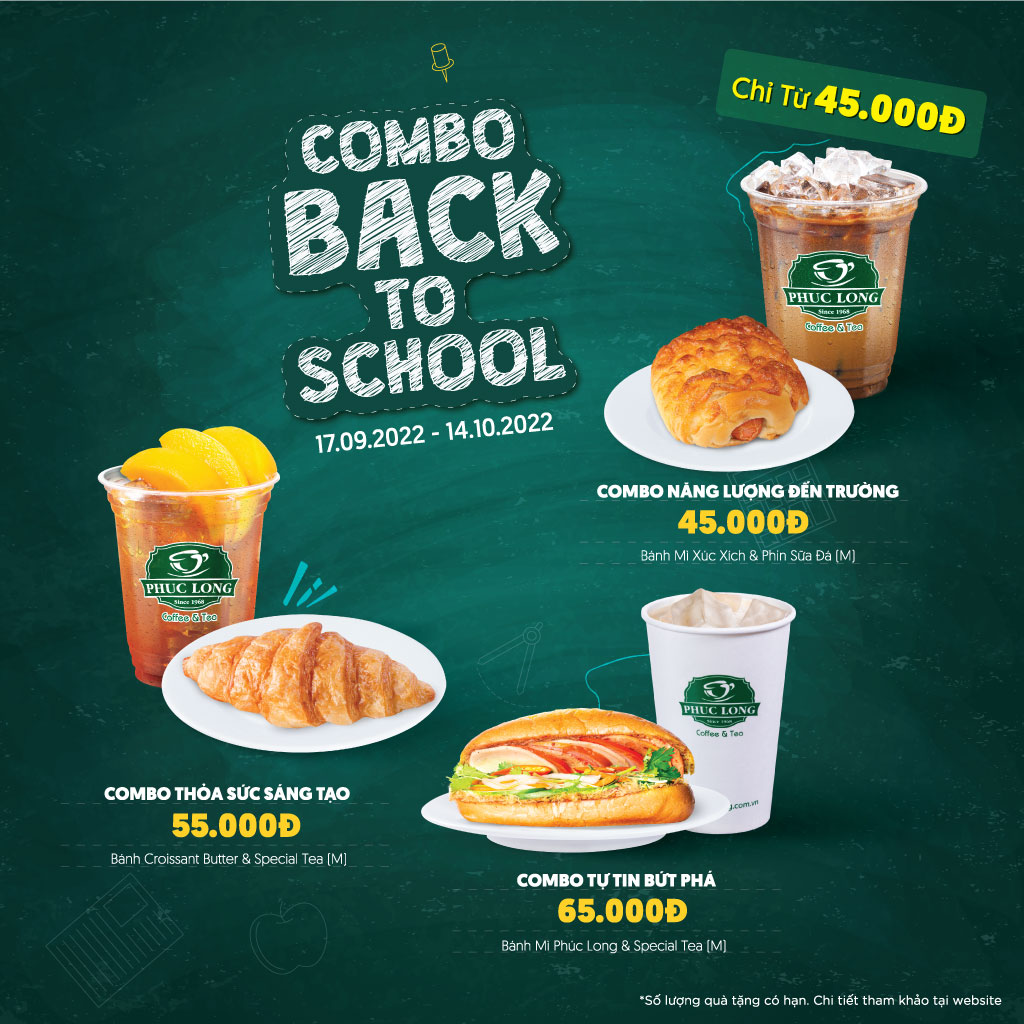 Chỉ Từ 45.000Đ
COMBO
BACK
TO
SCHOOL
17.09.2022 - 14.10.2022
PHUC LONG
Since 1968
Coffee & Tea
COMBO NĂNG LƯỢNG ĐẾN TRƯỜNG
45.000Đ
Bánh Mì Xúc Xích & Phin Sữa Đá (M)
PHUC LONG
Since 1968
Coffee & Tea
COMBO THỎA SỨC SÁNG TẠO
55.000Đ
Bánh Croissant Butter & Special Tea (M)
PHUC LONG
Since 1968
Coffee & Tea
g.com.vn
COMBO TỰ TIN BỨT PHÁ
65.000Đ
Bánh Mì Phúc Long & Special Tea (M)
*Số lượng quà tặng có hạn. Chi tiết tham khảo tại website